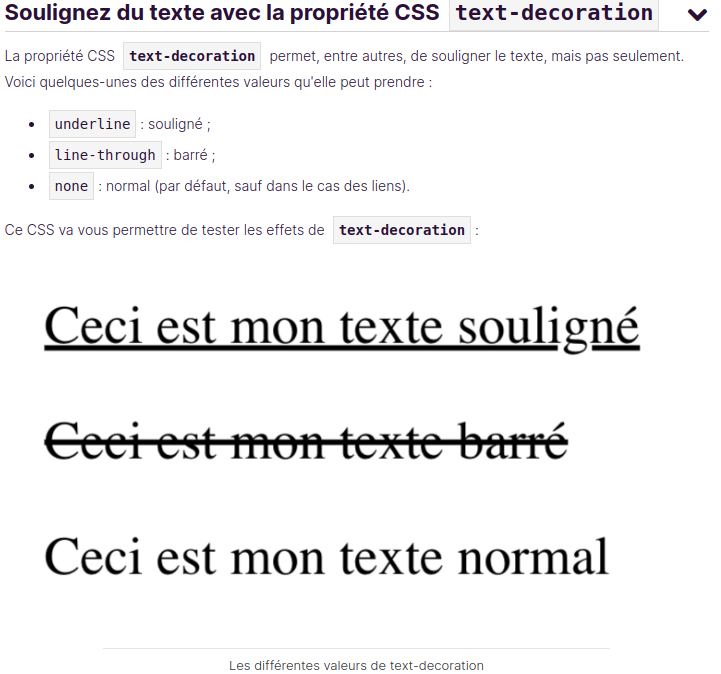 Soulignez du texte avec la propriété CSS text-decoration
La propriété CSS text-decoration permet, entre autres, de souligner le texte, mais pas seulement.
Voici quelques-unes des différentes valeurs qu'elle peut prendre :
underline : souligné ;
line-through : barré ;
none : normal (par défaut, sauf dans le cas des liens).
Ce CSS va vous permettre de tester les effets de text-decoration :
Ceci est mon texte souligné
Ceci est mon texte barré
Ceci est mon texte normal
Les différentes valeurs de text-decoration